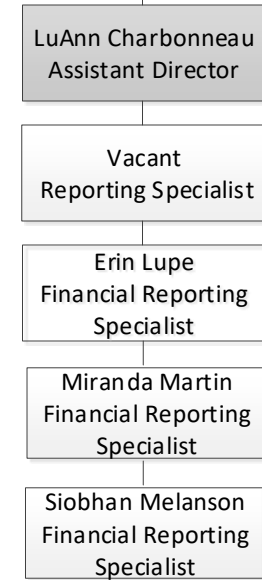 LuAnn Charbonneau
Assistant Director
Vacant
Reporting Specialist
Erin Lupe
Financial Reporting
Specialist
Miranda Martin
Financial Reporting
Specialist
Siobhan Melanson
Financial Reporting
Specialist